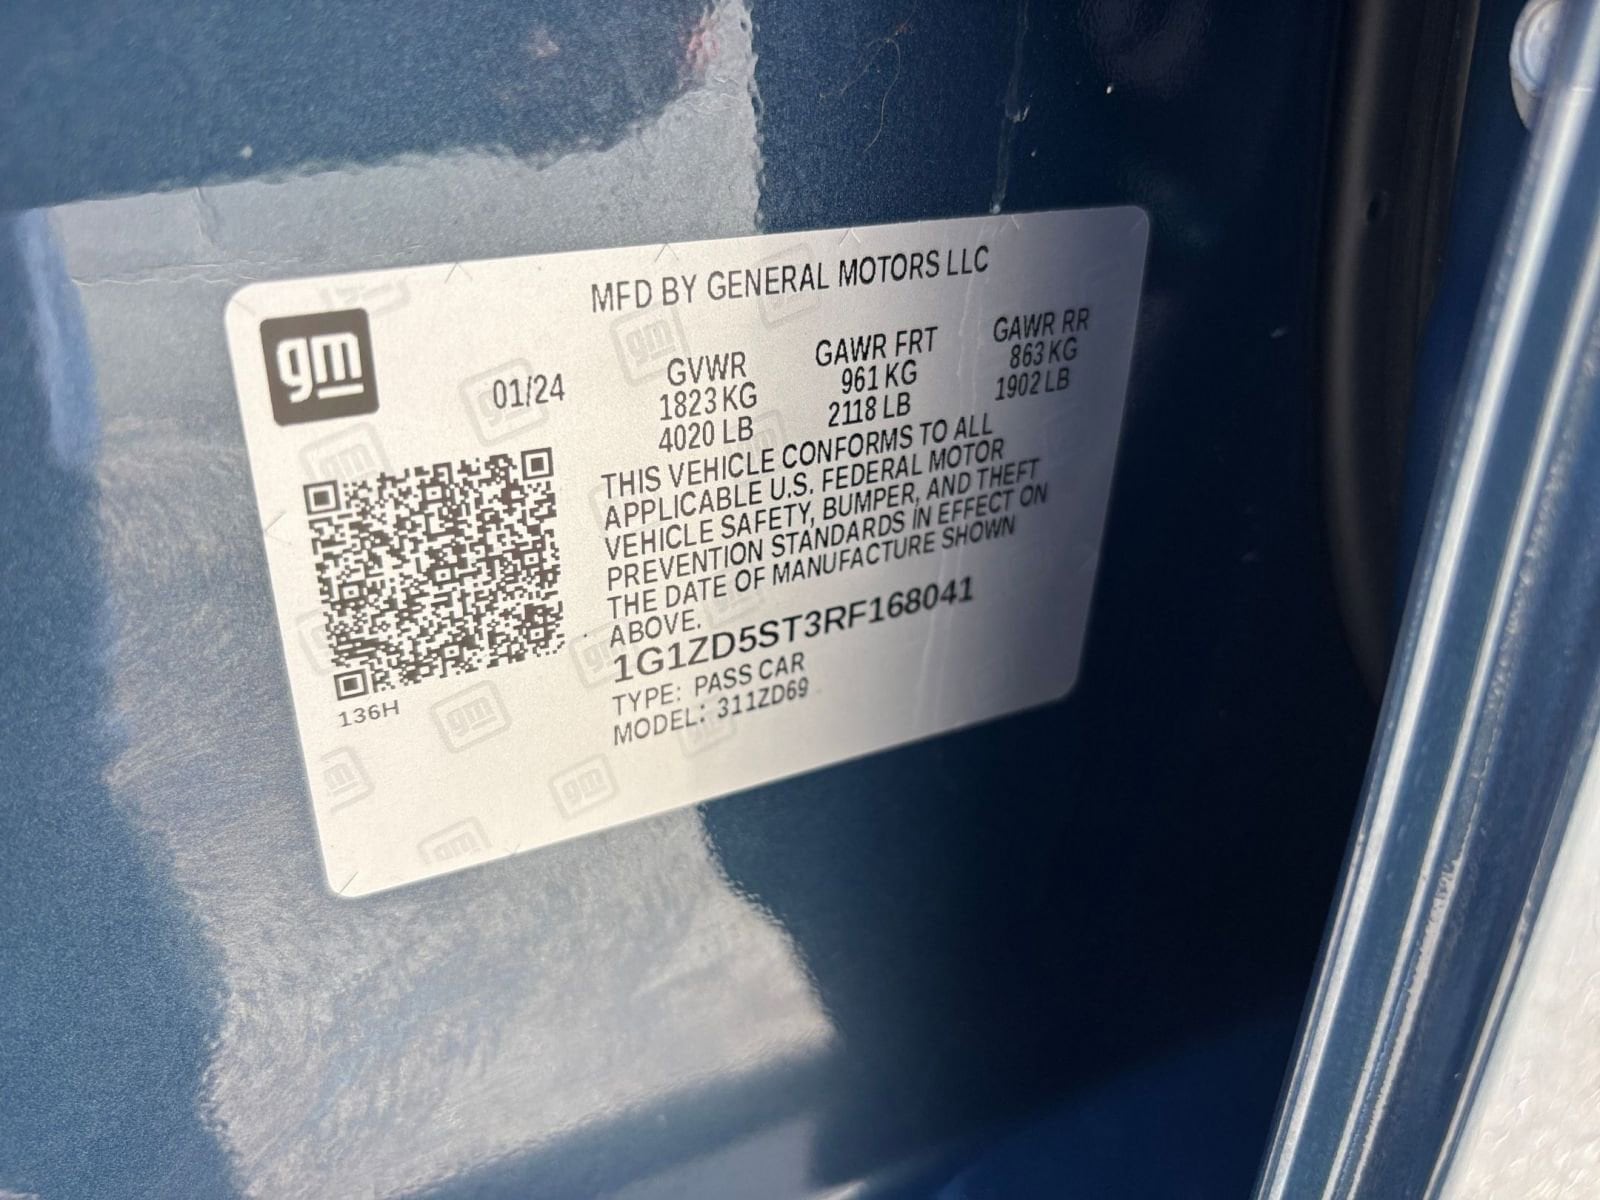 MFD BY GENERAL MOTORS LLC
gm
01/24
GVWR
1823 KG
4020 LB
GAWR FRT
961 KG
2118 LB
GAWR RR
863 KG
1902 LB
THIS VEHICLE CONFORMS TO ALL
APPLICABLE U.S. FEDERAL MOTOR
VEHICLE SAFETY, BUMPER, AND THEFT
PREVENTION STANDARDS IN EFFECT ON
THE DATE OF MANUFACTURE SHOWN
ABOVE.
1G1ZD5ST3RF168041
TYPE: PASS CAR
MODEL: 311ZD69
136H